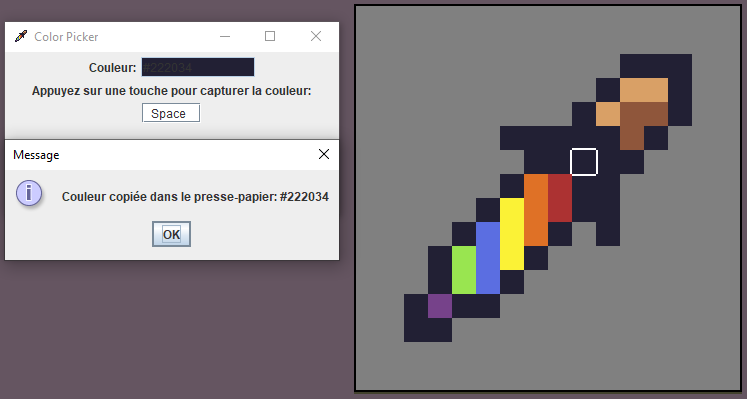 Color Picker
Couleur: #222034
Appuyez sur une touche pour capturer la couleur:
Space
Message
Couleur copiée dans le presse-papier: #222034
OK